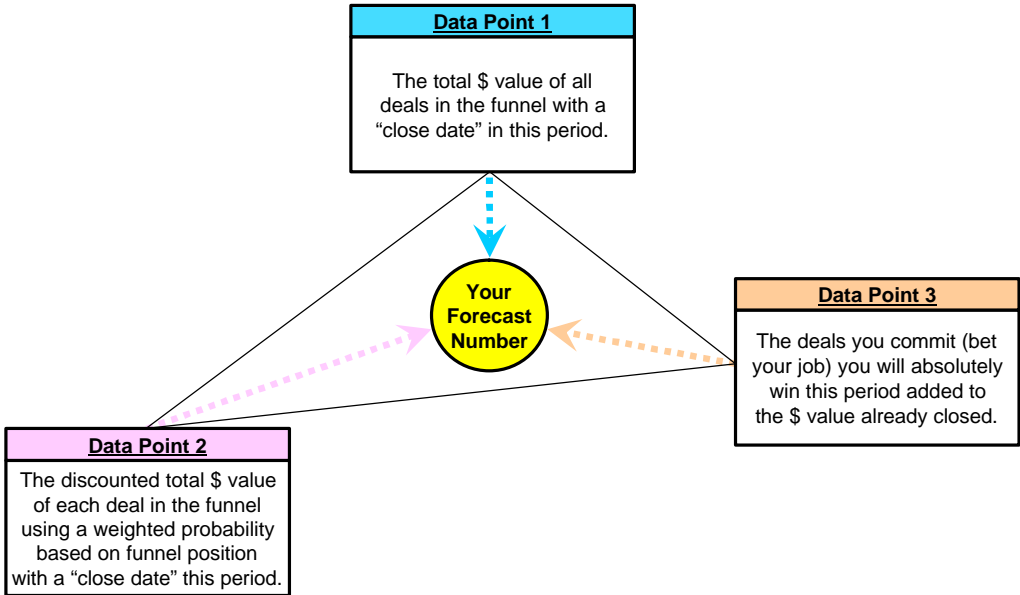 Data Point 1
The total $ value of all
deals in the funnel with a
“close date” in this period.
Your
Forecast
Number
Data Point 3
The deals you commit (bet
your job) you will absolutely
win this period added to
the $ value already closed.
Data Point 2
The discounted total $ value
of each deal in the funnel
using a weighted probability
based on funnel position
with a “close date” this period.